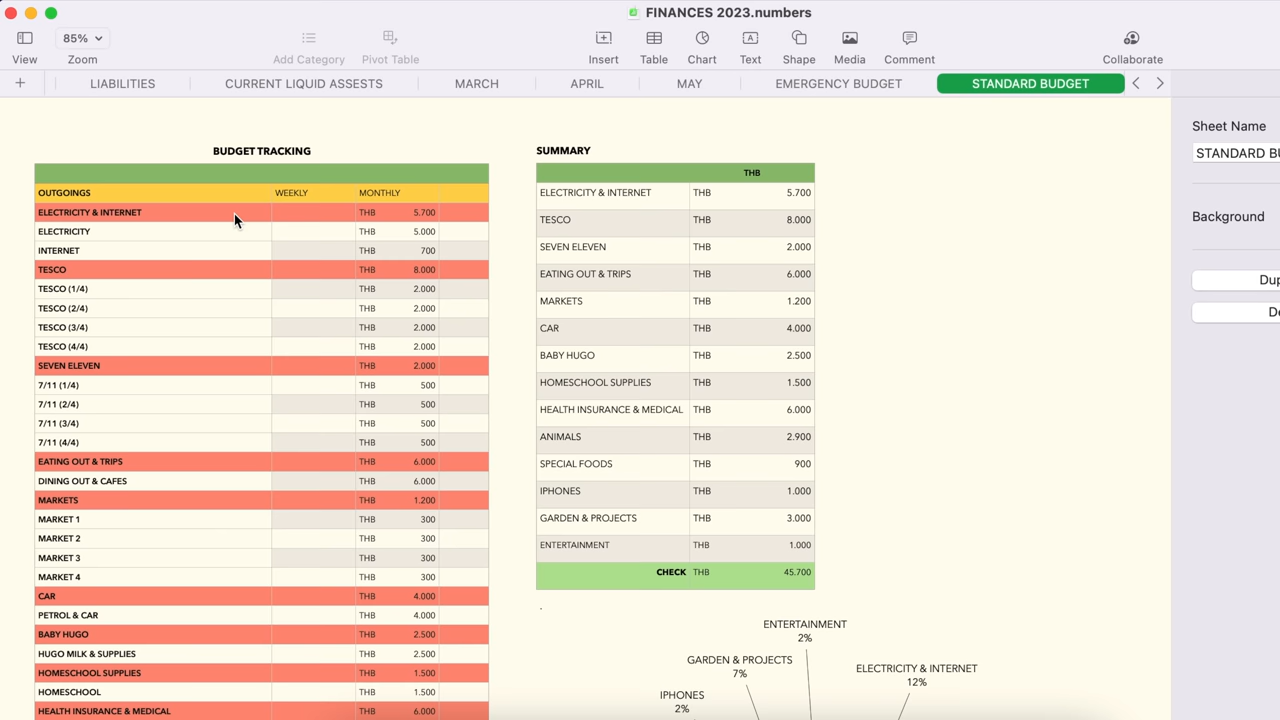 FINANCES 2023.numbers
View
85%
Zoom
Add Category
Pivot Table
Insert
Table
Chart
Text
Shape
Media
Comment
Collaborate
LIABILITIES
CURRENT LIQUID ASSESTS
MARCH
APRIL
MAY
EMERGENCY BUDGET
STANDARD BUDGET
Sheet Name
STANDARD BU
Background
Dup
De
BUDGET TRACKING
OUTGOINGS WEEKLY MONTHLY
ELECTRICITY & INTERNET THB 5.700
ELECTRICITY THB 5.000
INTERNET THB 700
TESCO THB 8.000
TESCO (1/4) THB 2.000
TESCO (2/4) THB 2.000
TESCO (3/4) THB 2.000
TESCO (4/4) THB 2.000
SEVEN ELEVEN THB 2.000
7/11 (1/4) THB 500
7/11 (2/4) THB 500
7/11 (3/4) THB 500
7/11 (4/4) THB 500
EATING OUT & TRIPS THB 6.000
DINING OUT & CAFES THB 6.000
MARKETS THB 1.200
MARKET 1 THB 300
MARKET 2 THB 300
MARKET 3 THB 300
MARKET 4 THB 300
CAR THB 4.000
PETROL & CAR THB 4.000
BABY HUGO THB 2.500
HUGO MILK & SUPPLIES THB 2.500
HOMESCHOOL SUPPLIES THB 1.500
HOMESCHOOL THB 1.500
HEALTH INSURANCE & MEDICAL THB 6.000
SUMMARY
THB
ELECTRICITY & INTERNET THB 5.700
TESCO THB 8.000
SEVEN ELEVEN THB 2.000
EATING OUT & TRIPS THB 6.000
MARKETS THB 1.200
CAR THB 4.000
BABY HUGO THB 2.500
HOMESCHOOL SUPPLIES THB 1.500
HEALTH INSURANCE & MEDICAL THB 6.000
ANIMALS THB 2.900
SPECIAL FOODS THB 900
IPHONES THB 1.000
GARDEN & PROJECTS THB 3.000
ENTERTAINMENT THB 1.000
CHECK THB 45.700
.
ENTERTAINMENT
2%
GARDEN & PROJECTS
7%
ELECTRICITY & INTERNET
12%
IPHONES
2%